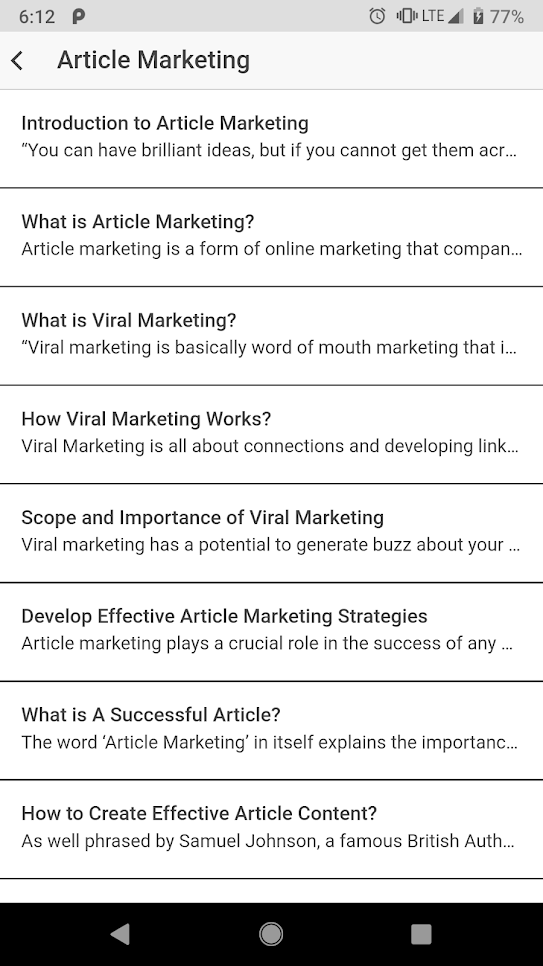 6:12 LTE 77%
Article Marketing
Introduction to Article Marketing
“You can have brilliant ideas, but if you cannot get them acr...
What is Article Marketing?
Article marketing is a form of online marketing that compan...
What is Viral Marketing?
“Viral marketing is basically word of mouth marketing that i...
How Viral Marketing Works?
Viral Marketing is all about connections and developing link...
Scope and Importance of Viral Marketing
Viral marketing has a potential to generate buzz about your ...
Develop Effective Article Marketing Strategies
Article marketing plays a crucial role in the success of any ...
What is A Successful Article?
The word ‘Article Marketing’ in itself explains the importanc...
How to Create Effective Article Content?
As well phrased by Samuel Johnson, a famous British Auth...